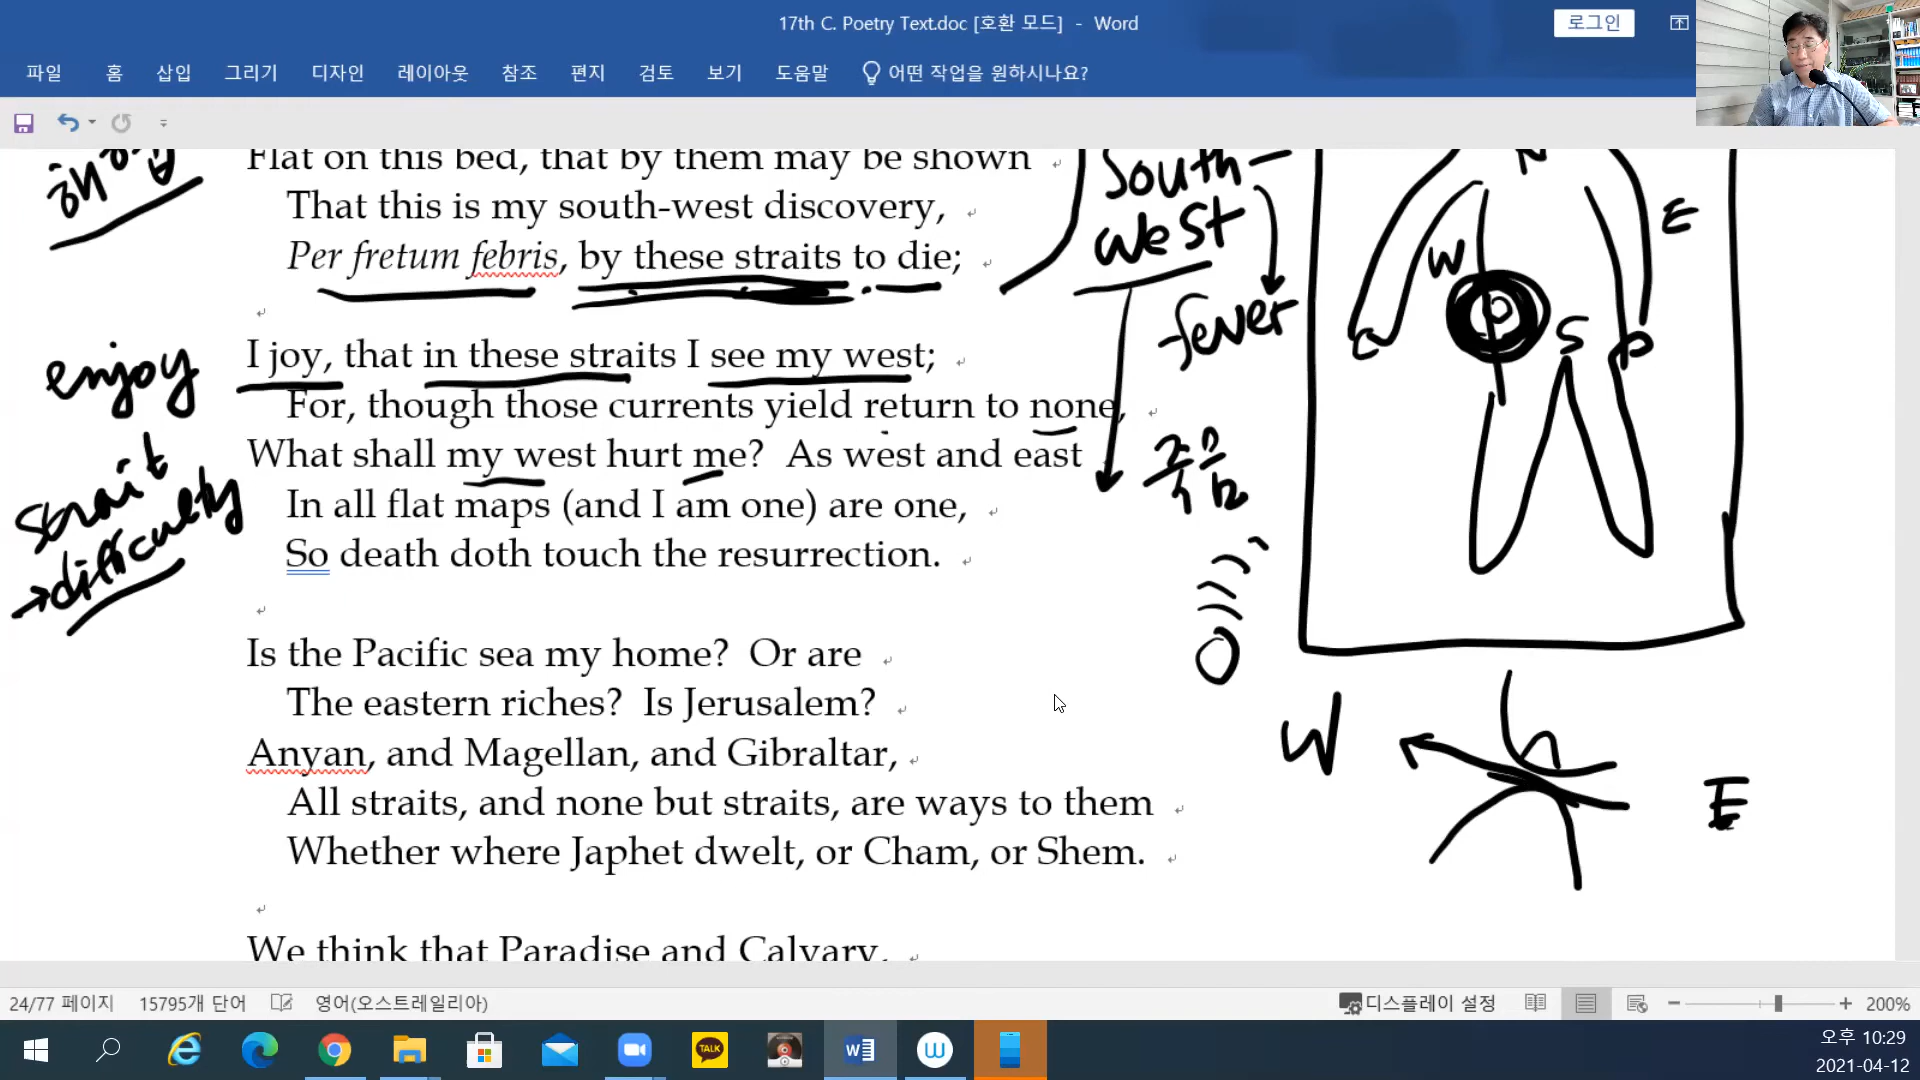 17th C. Poetry Text.doc [호환 모드] - Word
로그인
파일 홈 삽입 그리기 디자인 레이아웃 참조 편지 검토 보기 도움말 어떤 작업을 원하시나요?
Flat on this bed, that by them may be shown
That this is my south-west discovery,
Per fretum febris, by these straits to die;
I joy, that in these straits I see my west;
For, though those currents yield return to none,
What shall my west hurt me? As west and east
In all flat maps (and I am one) are one,
So death doth touch the resurrection.
Is the Pacific sea my home? Or are
The eastern riches? Is Jerusalem?
Anyan, and Magellan, and Gibraltar,
All straits, and none but straits, are ways to them
Whether where Japhet dwelt, or Cham, or Shem.
We think that Paradise and Calvary,
enjoy
strait
→difficulty
South-
West
-fever
죽음
N
W
E
S
W
E
24/77 페이지 15795개 단어 영어(오스트레일리아) 디스플레이 설정 200%
TALK
오후 10:29
2021-04-12